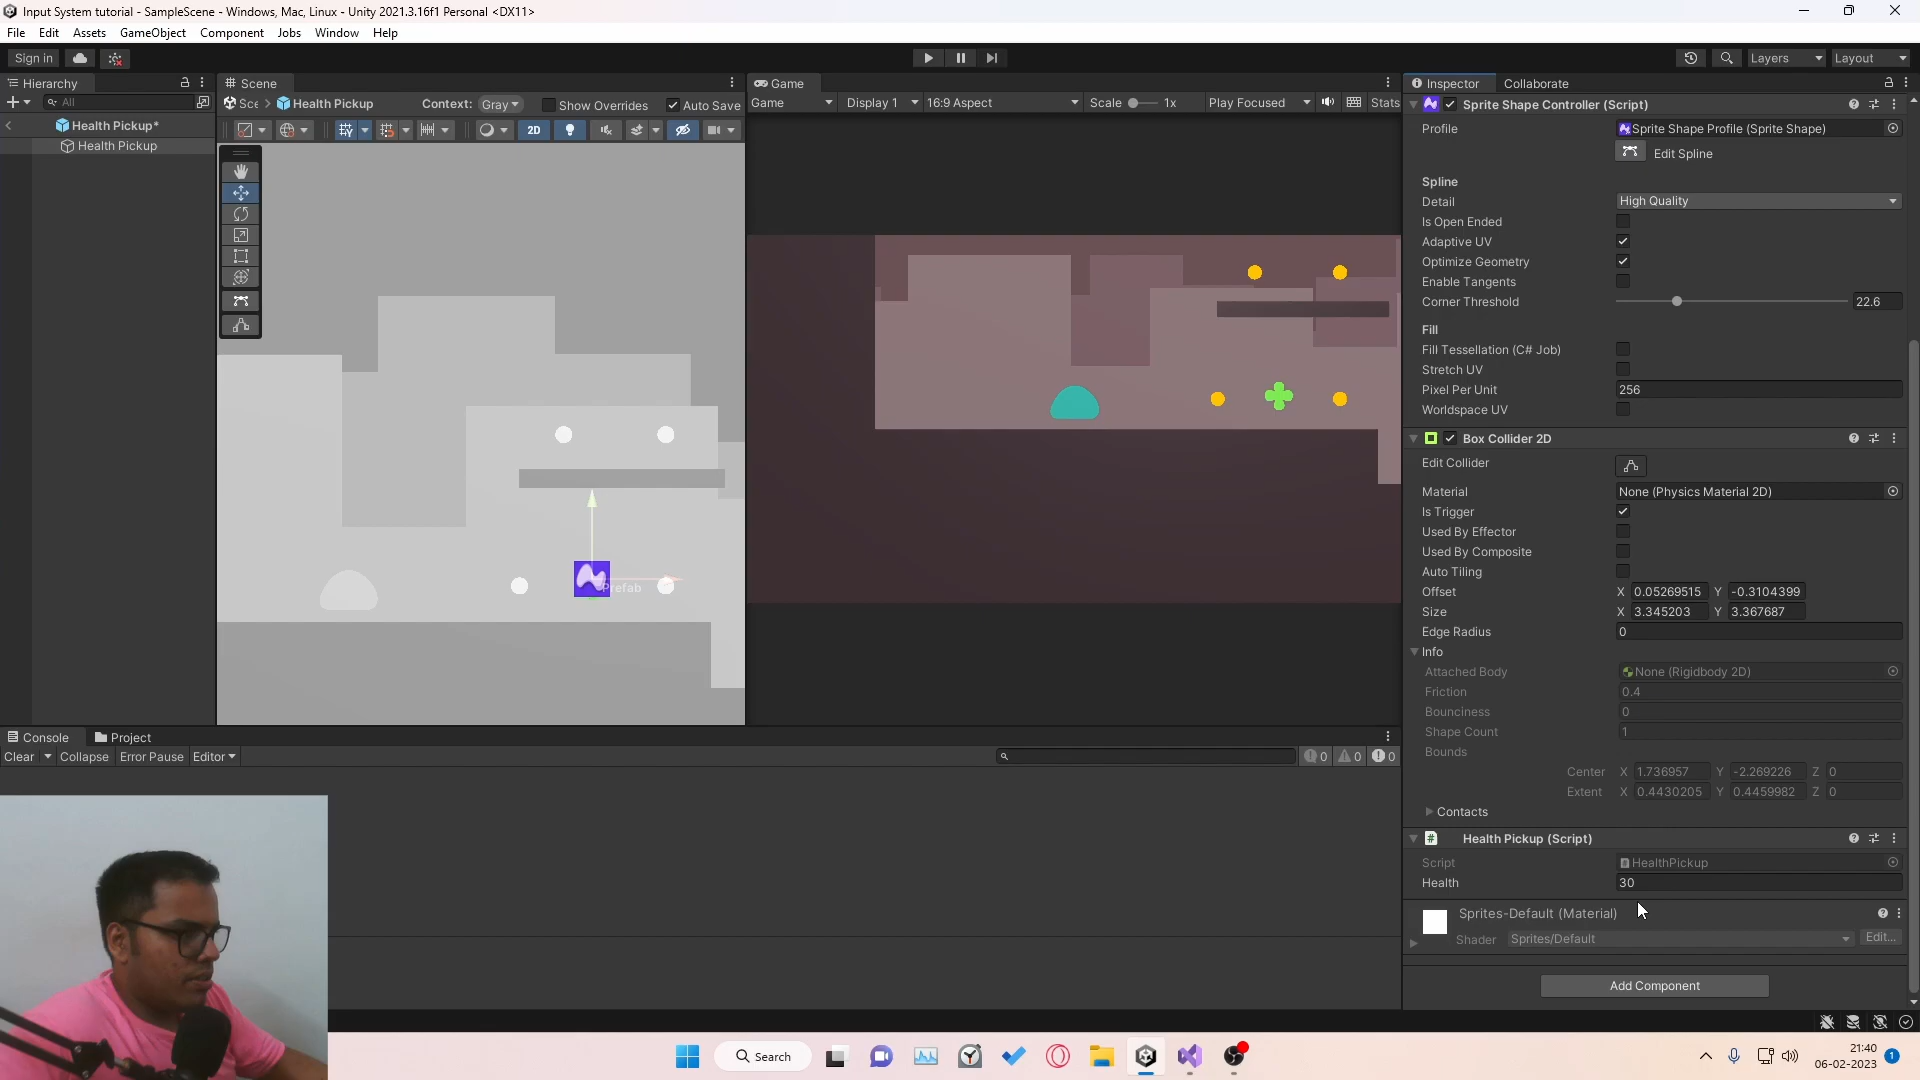 Input System tutorial - SampleScene - Windows, Mac, Linux - Unity 2021.3.16f1 Personal <DX11>
File Edit Assets GameObject Component Jobs Window Help
Sign in
Layers
Layout
Hierarchy
All
Health Pickup*
Health Pickup
Scene
Sce > Health Pickup Context: Gray Show Overrides Auto Save
2D
Prefab
Game
Game Display 1 16:9 Aspect Scale 1x Play Focused Stats
Console Project
Clear Collapse Error Pause Editor
0 0 0
Inspector Collaborate
Sprite Shape Controller (Script)
Profile Sprite Shape Profile (Sprite Shape)
Edit Spline
Spline
Detail High Quality
Is Open Ended
Adaptive UV
Optimize Geometry
Enable Tangents
Corner Threshold 22.6
Fill
Fill Tessellation (C# Job)
Stretch UV
Pixel Per Unit 256
Worldspace UV
Box Collider 2D
Edit Collider
Material None (Physics Material 2D)
Is Trigger
Used By Effector
Used By Composite
Auto Tiling
Offset X 0.05269515 Y -0.3104399
Size X 3.345203 Y 3.367687
Edge Radius 0
Info
Attached Body None (Rigidbody 2D)
Friction 0.4
Bounciness 0
Shape Count 1
Bounds
Center X 1.736957 Y -2.269226 Z 0
Extent X 0.4430205 Y 0.4459982 Z 0
Contacts
# Health Pickup (Script)
Script HealthPickup
Health 30
Sprites-Default (Material)
Shader Sprites/Default Edit...
Add Component
Search
21:40
06-02-2023
1